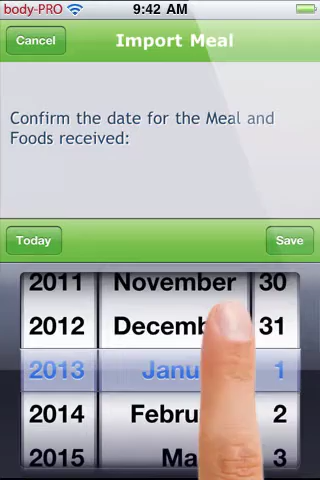 body-PRO 9:42 AM
Cancel Import Meal
Confirm the date for the Meal and
Foods received:
Today Save
2011 November 30
2012 31
2013 1
2014 2
2015 3